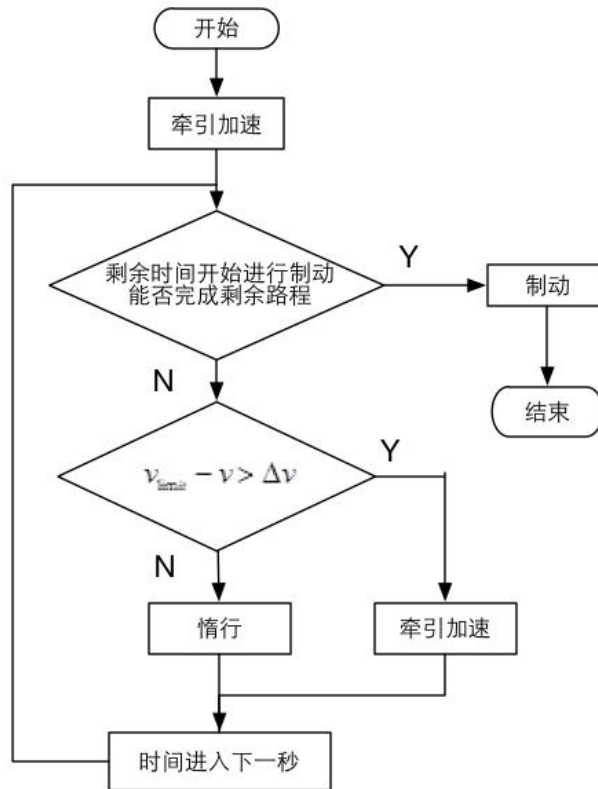 开始
牵引加速
剩余时间开始进行制动
能否完成剩余路程
Y
制动
N
结束
v_limit − v > Δv
Y
N
惰行
牵引加速
时间进入下一秒